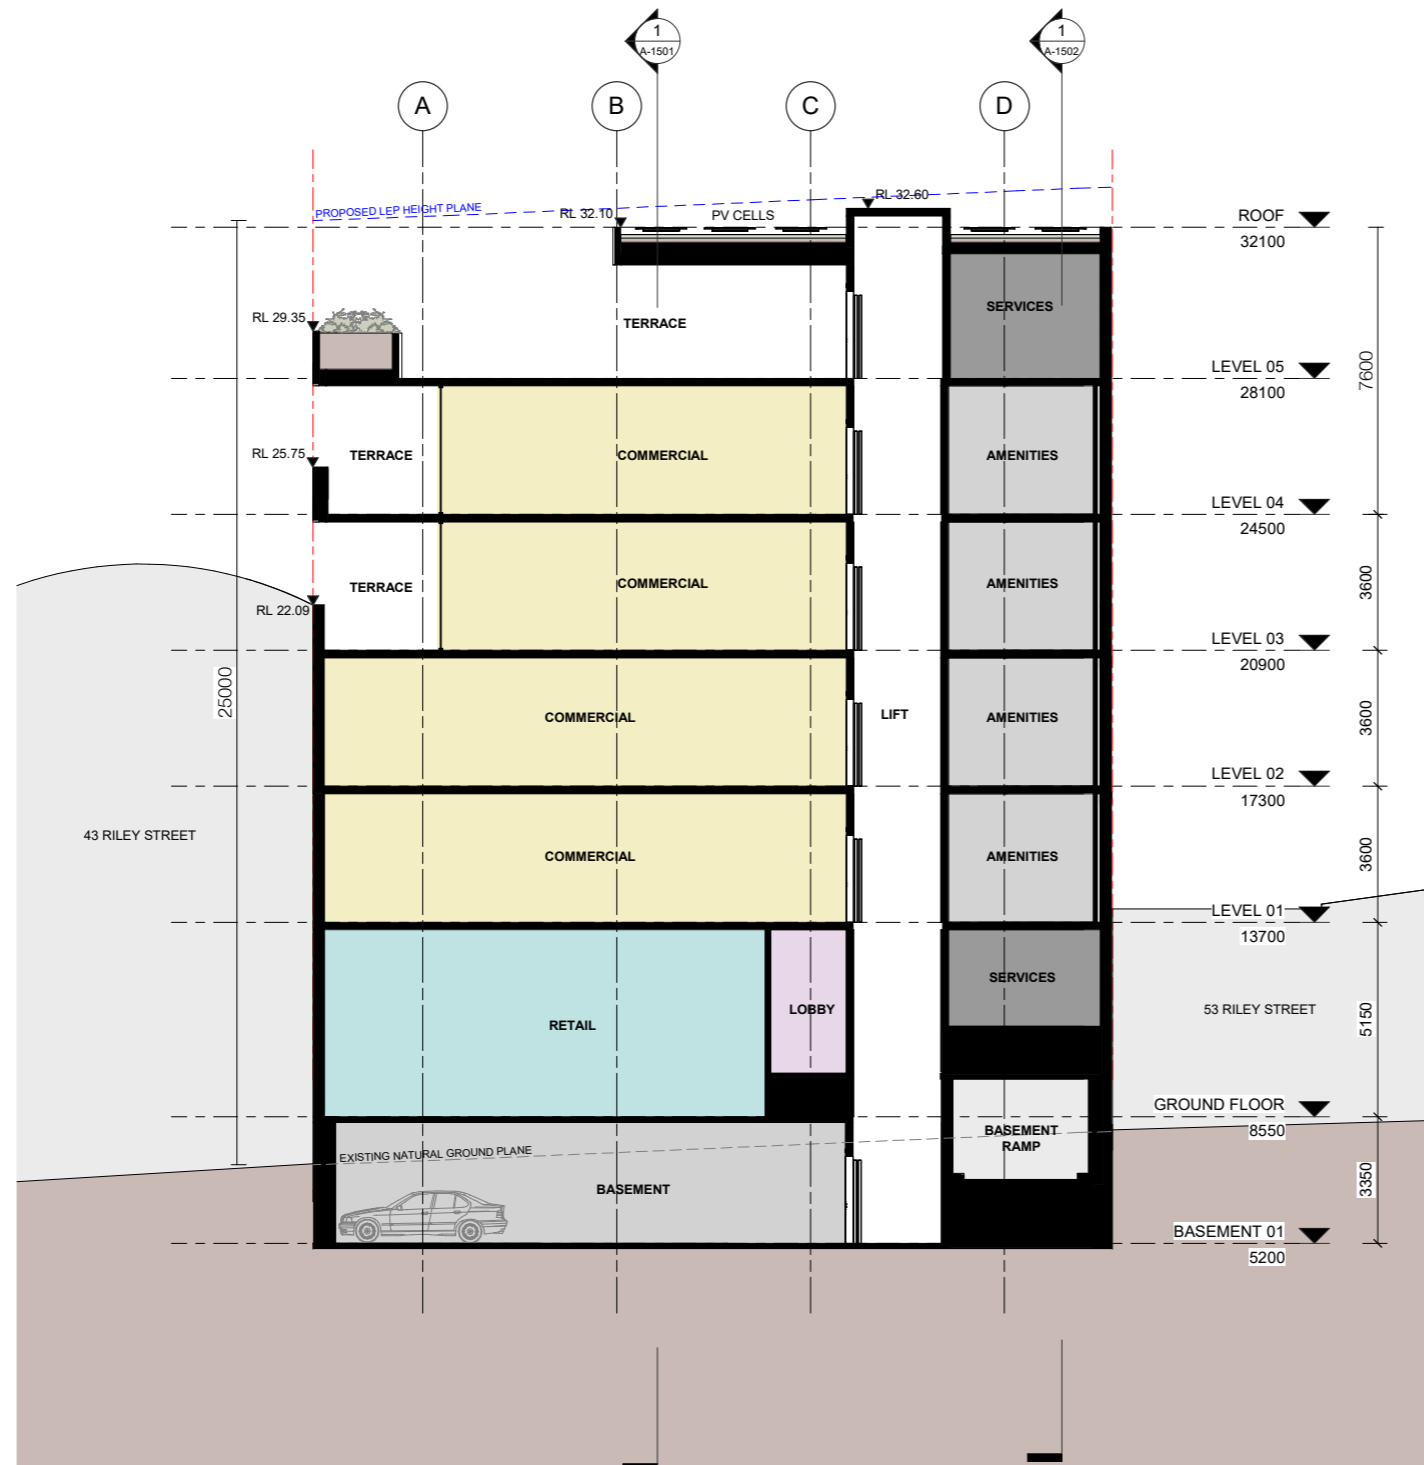 1
A-1501
1
A-1502
A
B
C
D
PROPOSED LEP HEIGHT PLANE
RL 32.10
PV CELLS
RL 32.60
ROOF
32100
RL 29.35
TERRACE
SERVICES
LEVEL 05
28100
7600
RL 25.75
TERRACE
COMMERCIAL
AMENITIES
LEVEL 04
24500
TERRACE
COMMERCIAL
AMENITIES
3600
RL 22.09
LEVEL 03
20900
25000
COMMERCIAL
LIFT
AMENITIES
3600
LEVEL 02
17300
43 RILEY STREET
COMMERCIAL
AMENITIES
3600
LEVEL 01
13700
RETAIL
LOBBY
SERVICES
53 RILEY STREET
5150
GROUND FLOOR
8550
EXISTING NATURAL GROUND PLANE
BASEMENT
BASEMENT
RAMP
3350
BASEMENT 01
5200